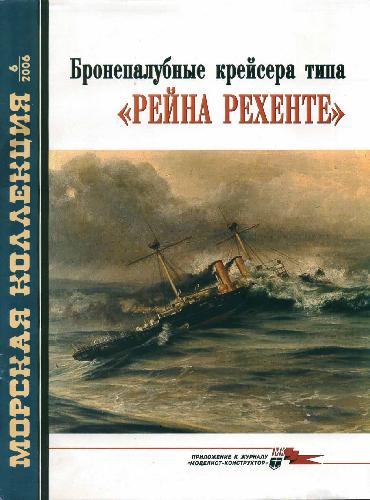 Бронепалубные крейсера типа
«РЕЙНА РЕХЕНТЕ»
МОРСКАЯ КОЛЛЕКЦИЯ
6
2006
ПРИЛОЖЕНИЕ К ЖУРНАЛУ
«МОДЕЛИСТ-КОНСТРУКТОР»